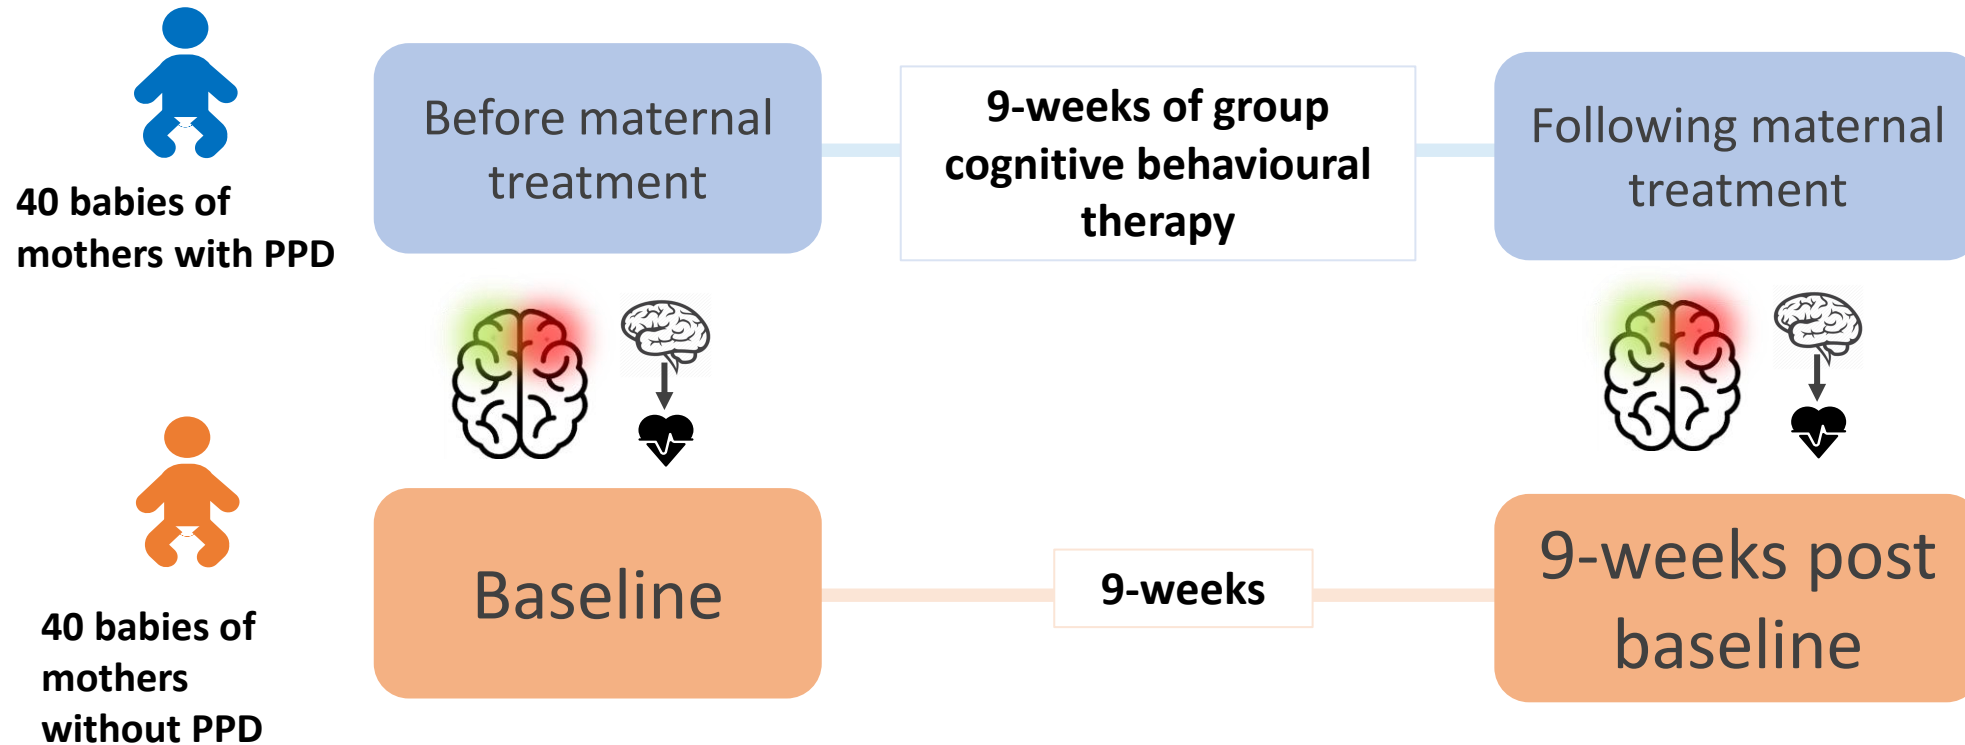 40 babies of
mothers with PPD
Before maternal
treatment
9-weeks of group
cognitive behavioural
therapy
Following maternal
treatment
40 babies of
mothers
without PPD
Baseline
9-weeks
9-weeks post
baseline